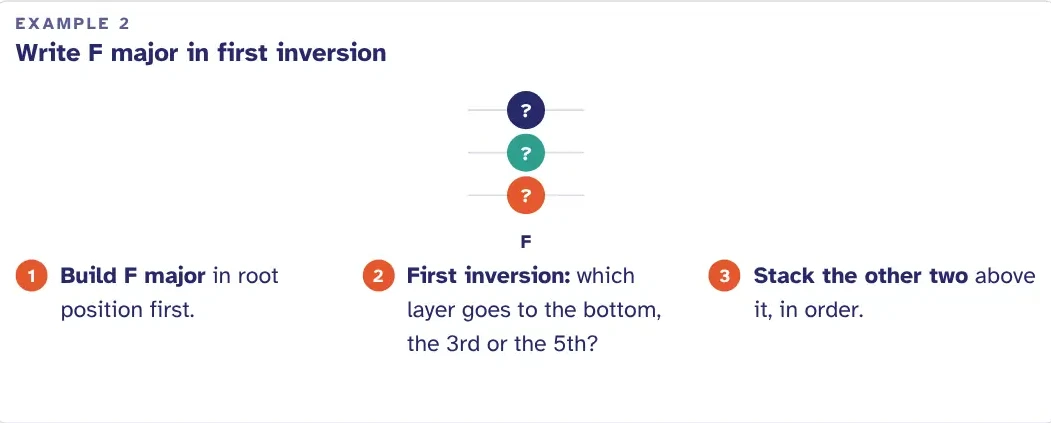 EXAMPLE 2
Write F major in first inversion
?
?
?
F
1 Build F major in root
position first.
2 First inversion: which
layer goes to the bottom,
the 3rd or the 5th?
3 Stack the other two above
it, in order.